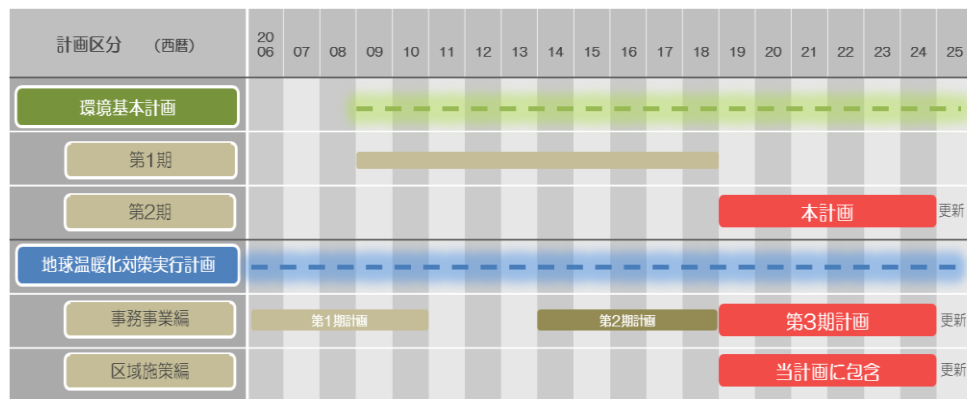 計画区分 (西暦) 2006 07 08 09 10 11 12 13 14 15 16 17 18 19 20 21 22 23 24 25
環境基本計画
第1期
第2期 本計画 更新
地球温暖化対策実行計画
事務事業編 第1期計画 第2期計画 第3期計画 更新
区域施策編 当計画に包含 更新